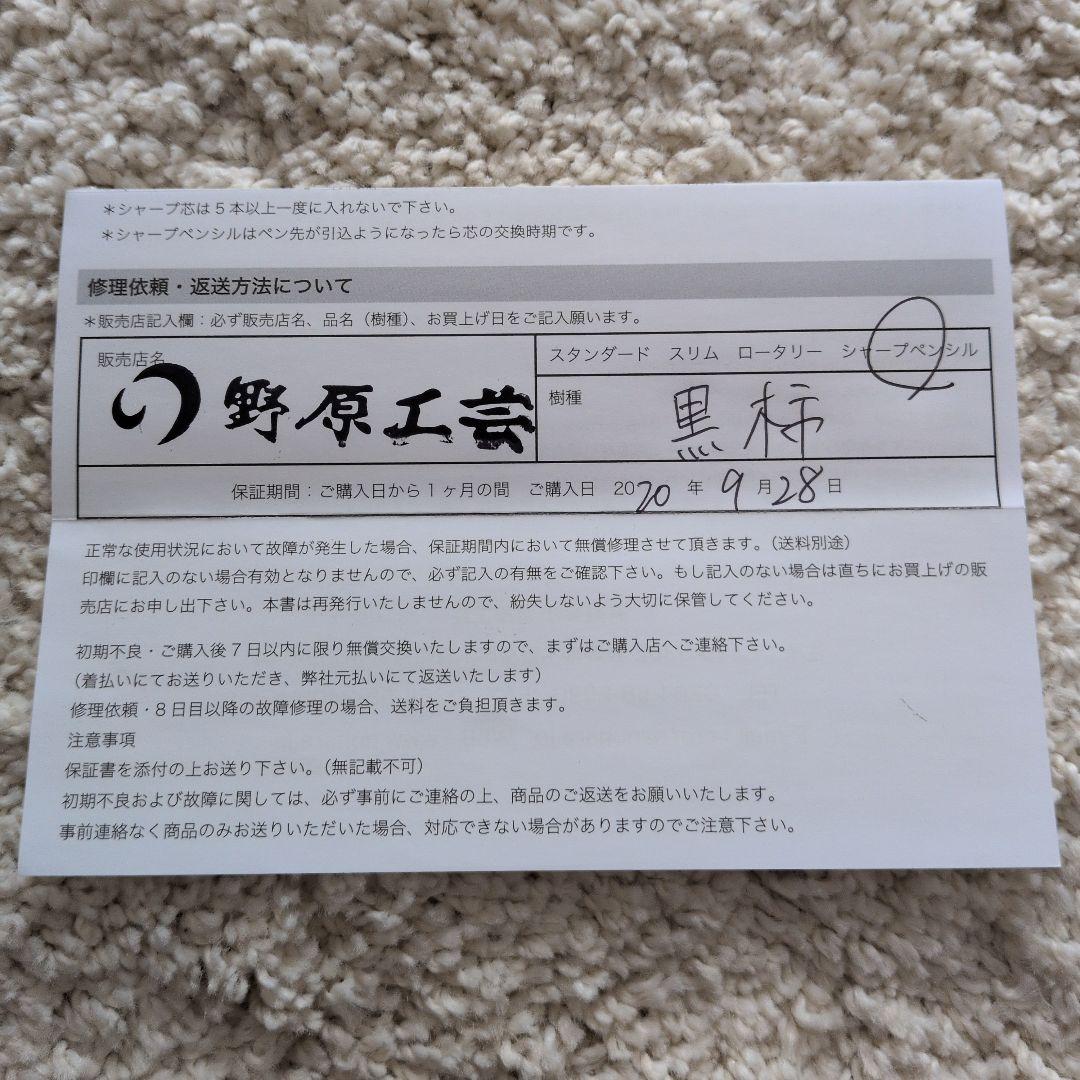 ＊シャープ芯は5本以上一度に入れないで下さい。
＊シャープペンシルはペン先が引込ようになったら芯の交換時期です。
修理依頼・返送方法について
＊販売店記入欄：必ず販売店名、品名（樹種）、お買上げ日をご記入願います。
販売店名
野原工芸
スタンダード　スリム　ロータリー　シャープペンシル
樹種
黒柿
保証期間：ご購入日から1ヶ月の間　ご購入日　2020年9月28日
正常な使用状況において故障が発生した場合、保証期間内において無償修理させて頂きます。（送料別途）
印欄に記入のない場合有効となりませんので、必ず記入の有無をご確認下さい。もし記入のない場合は直ちにお買上げの販
売店にお申し出下さい。本書は再発行いたしませんので、紛失しないよう大切に保管してください。
初期不良・ご購入後7日以内に限り無償交換いたしますので、まずはご購入店へご連絡下さい。
（着払いにてお送りいただき、弊社元払いにて返送いたします）
修理依頼・8日目以降の故障修理の場合、送料をご負担頂きます。
注意事項
保証書を添付の上お送り下さい。（無記載不可）
初期不良および故障に関しては、必ず事前にご連絡の上、商品のご返送をお願いいたします。
事前連絡なく商品のみお送りいただいた場合、対応できない場合がありますのでご注意下さい。